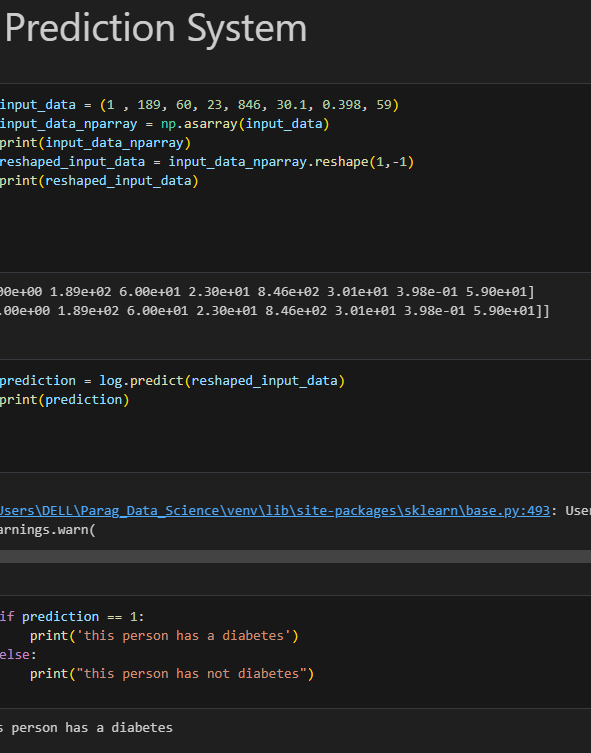 Prediction System
input_data = (1 , 189, 60, 23, 846, 30.1, 0.398, 59)
input_data_nparray = np.asarray(input_data)
print(input_data_nparray)
reshaped_input_data = input_data_nparray.reshape(1,-1)
print(reshaped_input_data)
00e+00 1.89e+02 6.00e+01 2.30e+01 8.46e+02 3.01e+01 3.98e-01 5.90e+01]
.00e+00 1.89e+02 6.00e+01 2.30e+01 8.46e+02 3.01e+01 3.98e-01 5.90e+01]]
prediction = log.predict(reshaped_input_data)
print(prediction)
Users\DELL\Parag_Data_Science\venv\lib\site-packages\sklearn\base.py:493: User
arnings.warn(
if prediction == 1:
print('this person has a diabetes')
else:
print("this person has not diabetes")
s person has a diabetes